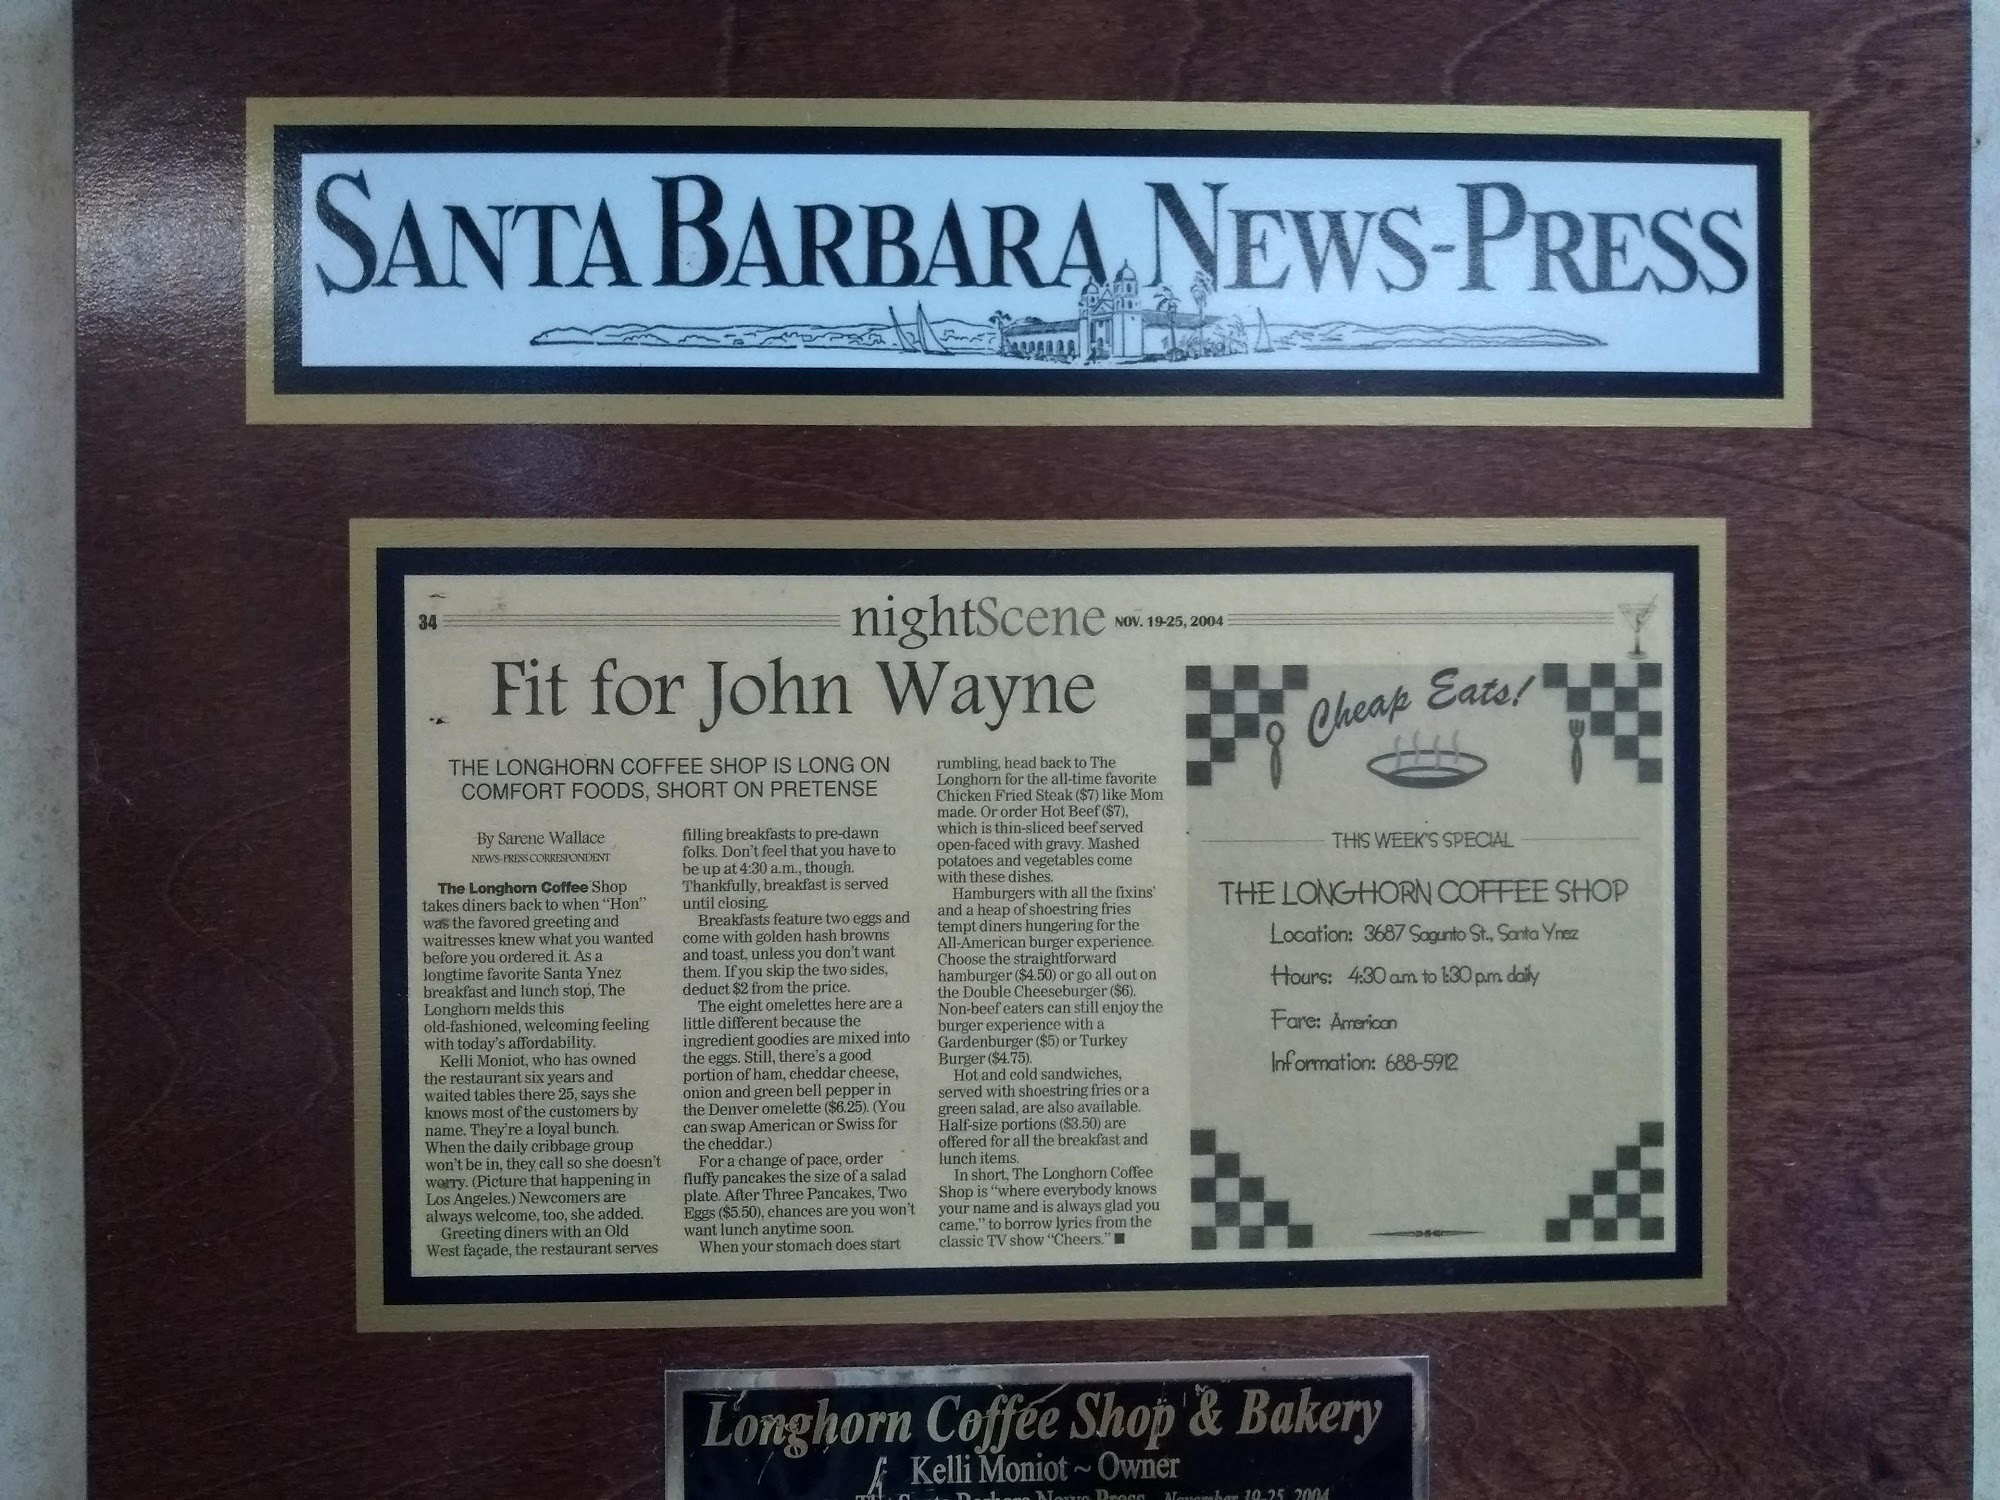 SANTA BARBARA NEWS-PRESS
34
nightScene NOV. 19-25, 2004
Fit for John Wayne
THE LONGHORN COFFEE SHOP IS LONG ON
COMFORT FOODS, SHORT ON PRETENSE
By Sarene Wallace
NEWS-PRESS CORRESPONDENT
The Longhorn Coffee Shop
takes diners back to when “Hon”
was the favored greeting and
waitresses knew what you wanted
before you ordered it. As a
longtime favorite Santa Ynez
breakfast and lunch stop, The
Longhorn melds this
old-fashioned, welcoming feeling
with today's affordability.
Kelli Moniot, who has owned
the restaurant six years and
waited tables there 25, says she
knows most of the customers by
name. They're a loyal bunch.
When the daily cribbage group
won't be in, they call so she doesn't
worry. (Picture that happening in
Los Angeles.) Newcomers are
always welcome, too, she added.
Greeting diners with an Old
West façade, the restaurant serves
filling breakfasts to pre-dawn
folks. Don't feel that you have to
be up at 4:30 a.m., though.
Thankfully, breakfast is served
until closing.
Breakfasts feature two eggs and
come with golden hash browns
and toast, unless you don't want
them. If you skip the two sides,
deduct $2 from the price.
The eight omelettes here are a
little different because the
ingredient goodies are mixed into
the eggs. Still, there's a good
portion of ham, cheddar cheese,
onion and green bell pepper in
the Denver omelette ($6.25). (You
can swap American or Swiss for
the cheddar.)
For a change of pace, order
fluffy pancakes the size of a salad
plate. After Three Pancakes, Two
Eggs ($5.50), chances are you won't
want lunch anytime soon.
When your stomach does start
rumbling, head back to The
Longhorn for the all-time favorite
Chicken Fried Steak ($7) like Mom
made. Or order Hot Beef ($7),
which is thin-sliced beef served
open-faced with gravy. Mashed
potatoes and vegetables come
with these dishes.
Hamburgers with all the fixins'
and a heap of shoestring fries
tempt diners hungering for the
All-American burger experience.
Choose the straightforward
hamburger ($4.50) or go all out on
the Double Cheeseburger ($6).
Non-beef eaters can still enjoy the
burger experience with a
Gardenburger ($5) or Turkey
Burger ($4.75).
Hot and cold sandwiches,
served with shoestring fries or a
green salad, are also available.
Half-size portions ($3.50) are
offered for all the breakfast and
lunch items.
In short, The Longhorn Coffee
Shop is “where everybody knows
your name and is always glad you
came,” to borrow lyrics from the
classic TV show “Cheers.” ■
Cheap Eats!
THIS WEEK'S SPECIAL
THE LONGHORN COFFEE SHOP
Location: 3687 Sagunto St., Santa Ynez
Hours: 4:30 a.m. to 1:30 p.m. daily
Fare: American
Information: 688-5912
Longhorn Coffee Shop & Bakery
Kelli Moniot ~ Owner
The Santa Barbara News Press November 19-25, 2004